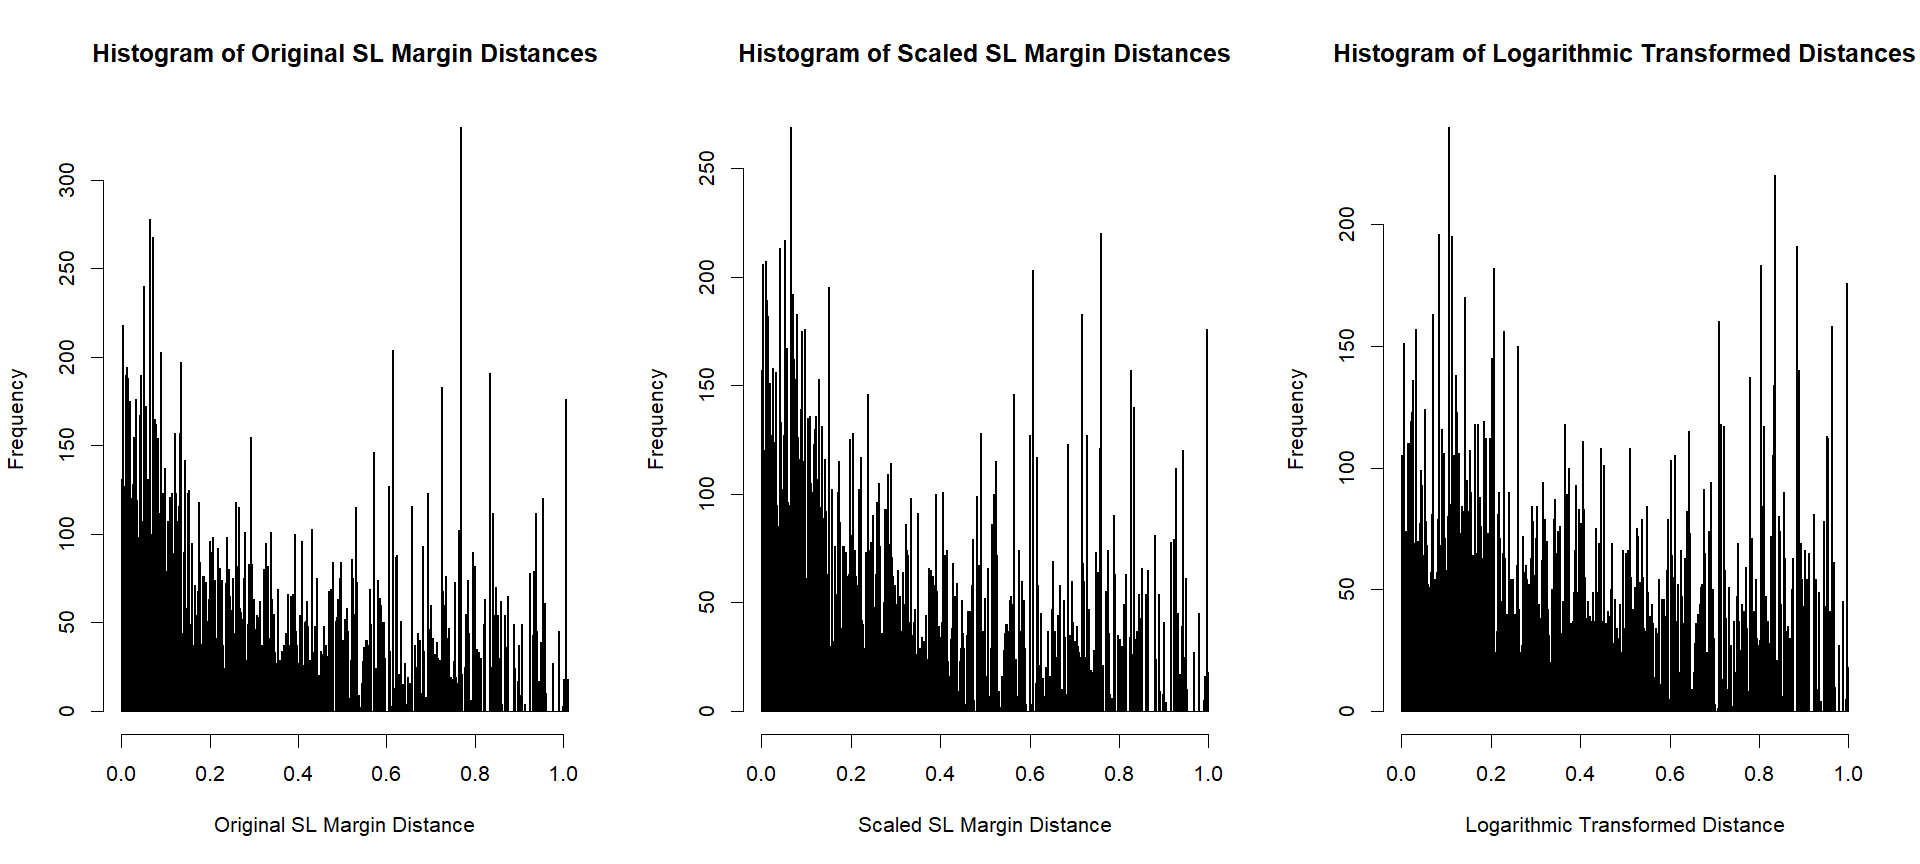 Histogram of Original SL Margin Distances
Frequency
300
250
200
150
100
50
0
0.0 0.2 0.4 0.6 0.8 1.0
Original SL Margin Distance
Histogram of Scaled SL Margin Distances
Frequency
250
200
150
100
50
0
0.0 0.2 0.4 0.6 0.8 1.0
Scaled SL Margin Distance
Histogram of Logarithmic Transformed Distances
Frequency
200
150
100
50
0
0.0 0.2 0.4 0.6 0.8 1.0
Logarithmic Transformed Distance